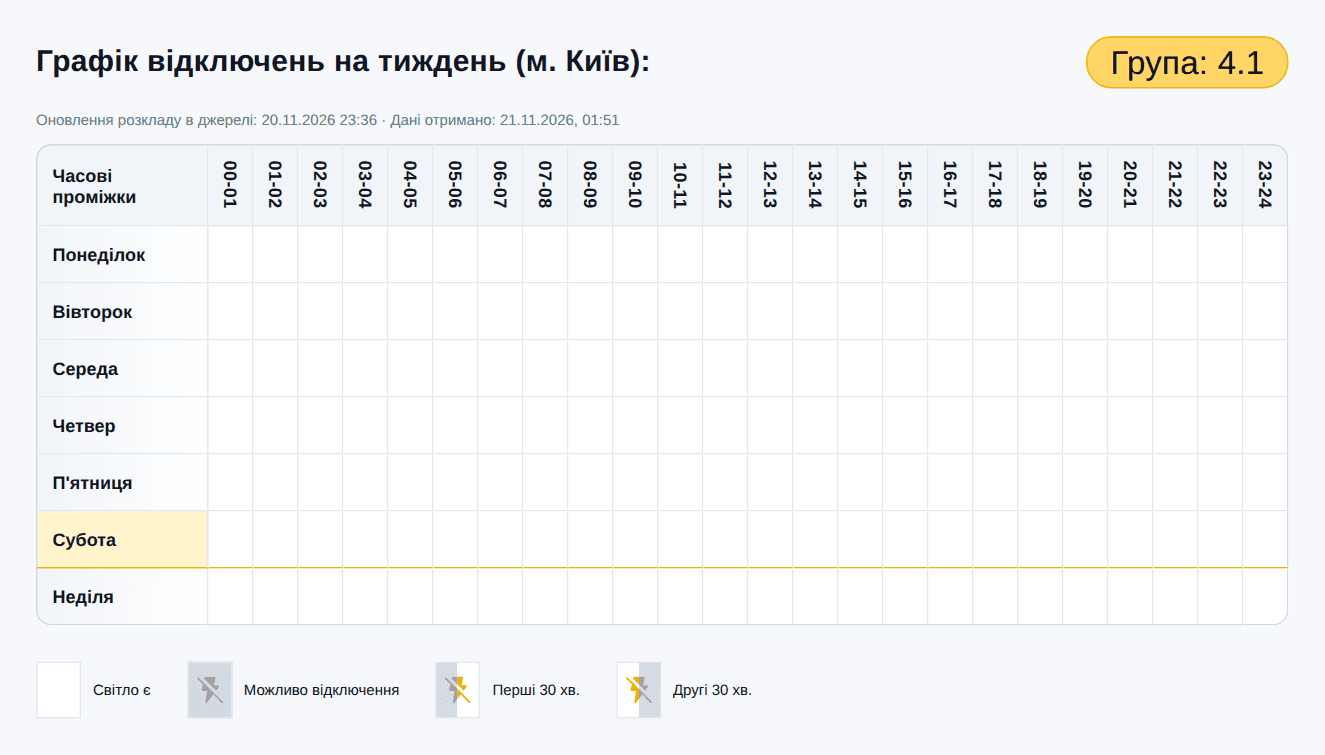 Графік відключень на тиждень (м. Київ):
Група: 4.1
Оновлення розкладу в джерелі: 20.11.2026 23:36 · Дані отримано: 21.11.2026, 01:51
Часові
проміжки
00-01
01-02
02-03
03-04
04-05
05-06
06-07
07-08
08-09
09-10
10-11
11-12
12-13
13-14
14-15
15-16
16-17
17-18
18-19
19-20
20-21
21-22
22-23
23-24
Понеділок
Вівторок
Середа
Четвер
П'ятниця
Субота
Неділя
Світло є
Можливо відключення
Перші 30 хв.
Другі 30 хв.